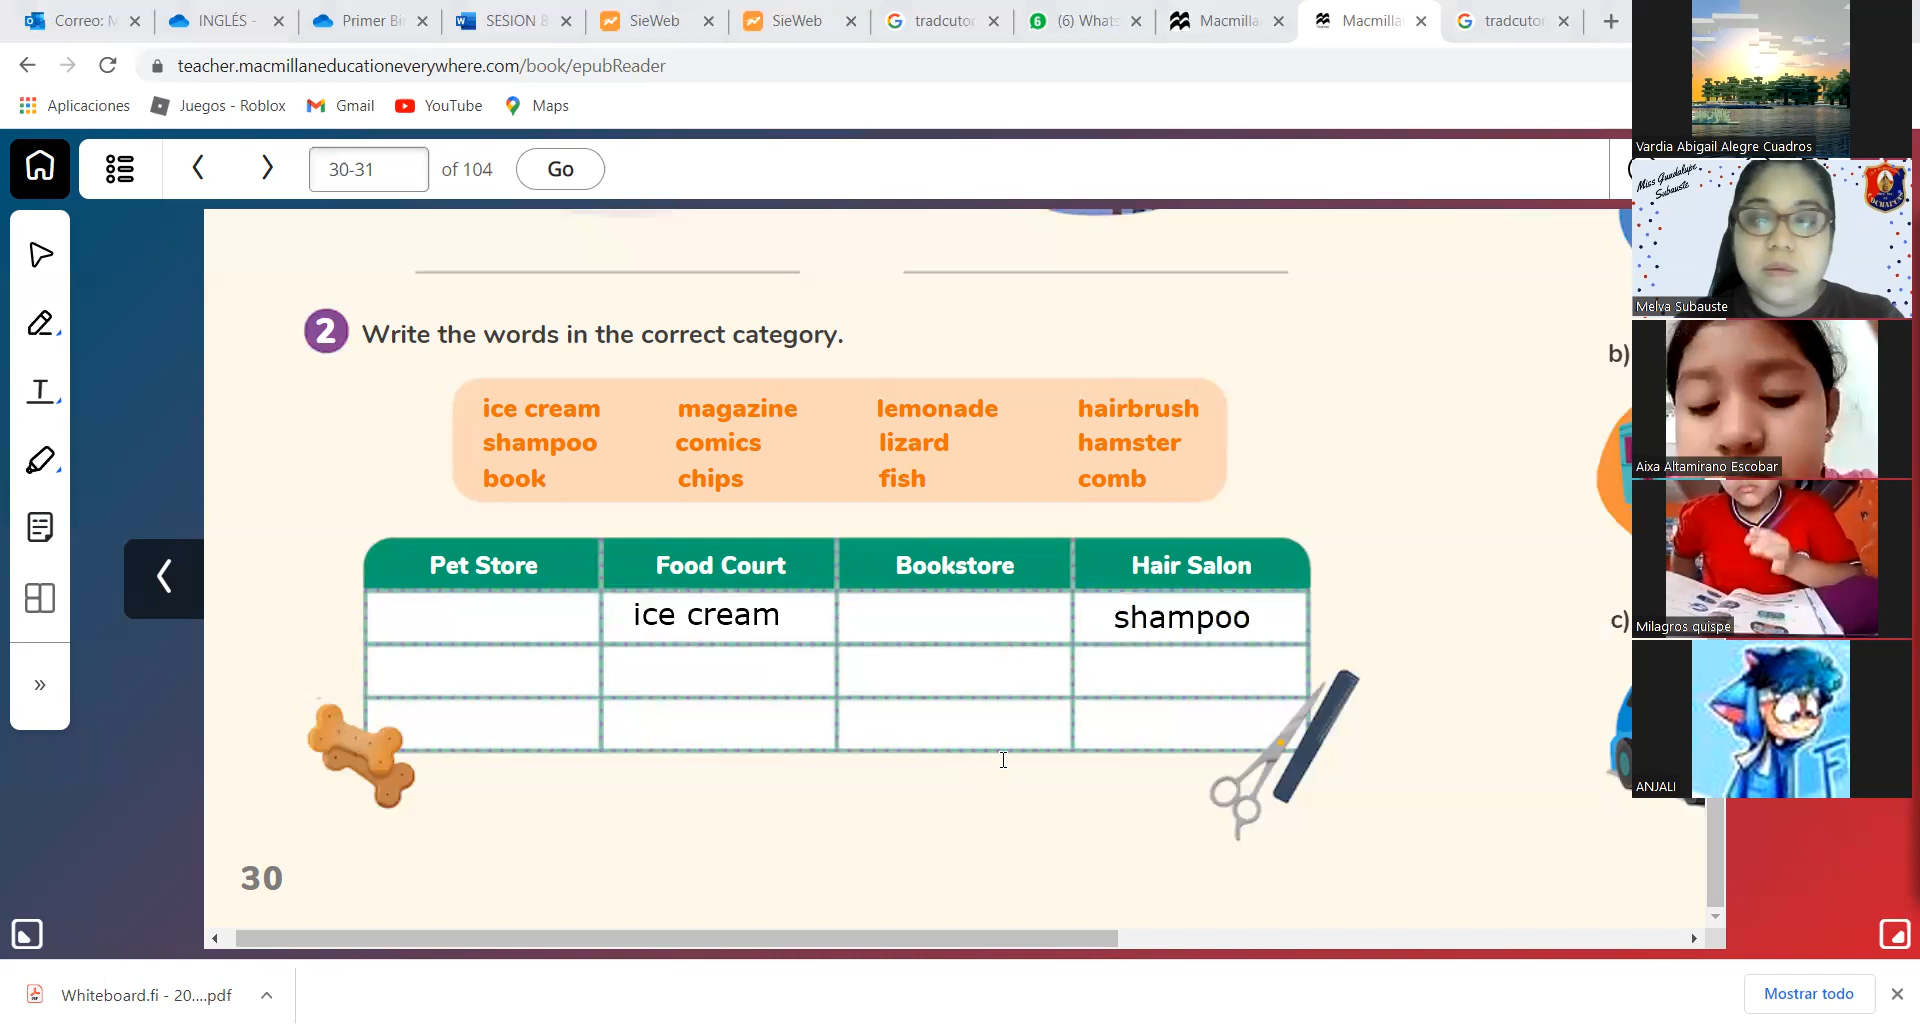 Correo: M
INGLÉS -
Primer Bi
SESION 8
SieWeb
SieWeb
tradcutor
(6) Whats
Macmilla
Macmilla
tradcutor
teacher.macmillaneducationeverywhere.com/book/epubReader
Aplicaciones
Juegos - Roblox
Gmail
YouTube
Maps
30-31 of 104 Go
2 Write the words in the correct category.
ice cream magazine lemonade hairbrush
shampoo comics lizard hamster
book chips fish comb
Pet Store Food Court Bookstore Hair Salon
ice cream shampoo
30
b)
c)
Vardia Abigail Alegre Cuadros
Miss Guadalupe
Subauste
Melva Subauste
Aixa Altamirano Escobar
Milagros quispe
ANJALI
Whiteboard.fi - 20....pdf
Mostrar todo